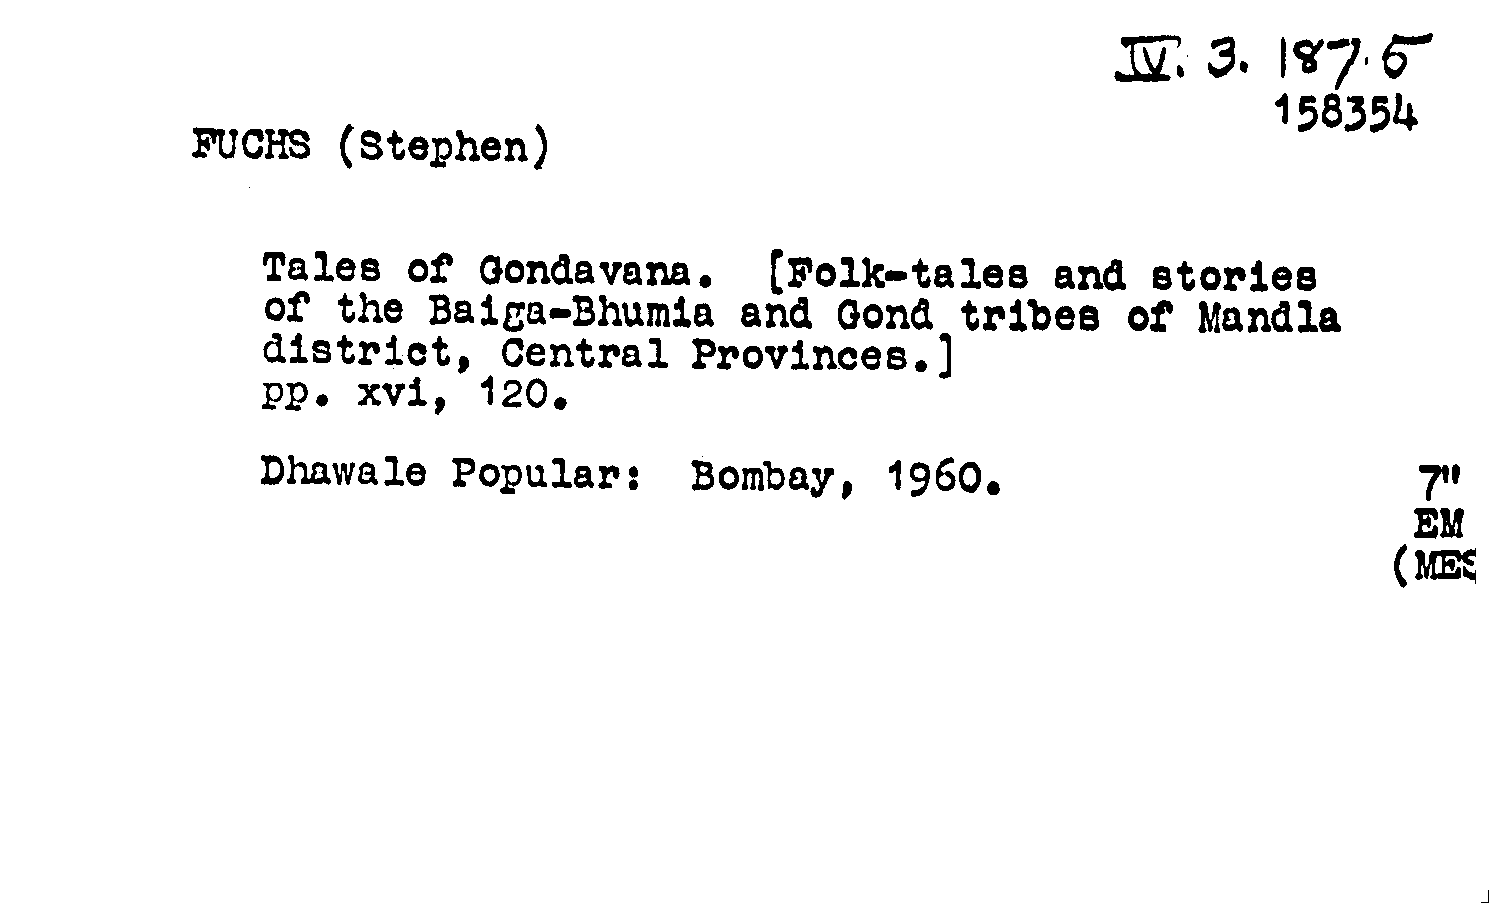 IV. 3. 187.5
158354
FUCHS (Stephen)
Tales of Gondavana. [Folk-tales and stories
of the Baiga-Bhumia and Gond tribes of Mandla
district, Central Provinces.]
pp. xvi, 120.
Dhawale Popular: Bombay, 1960.
7"
EM
(MES